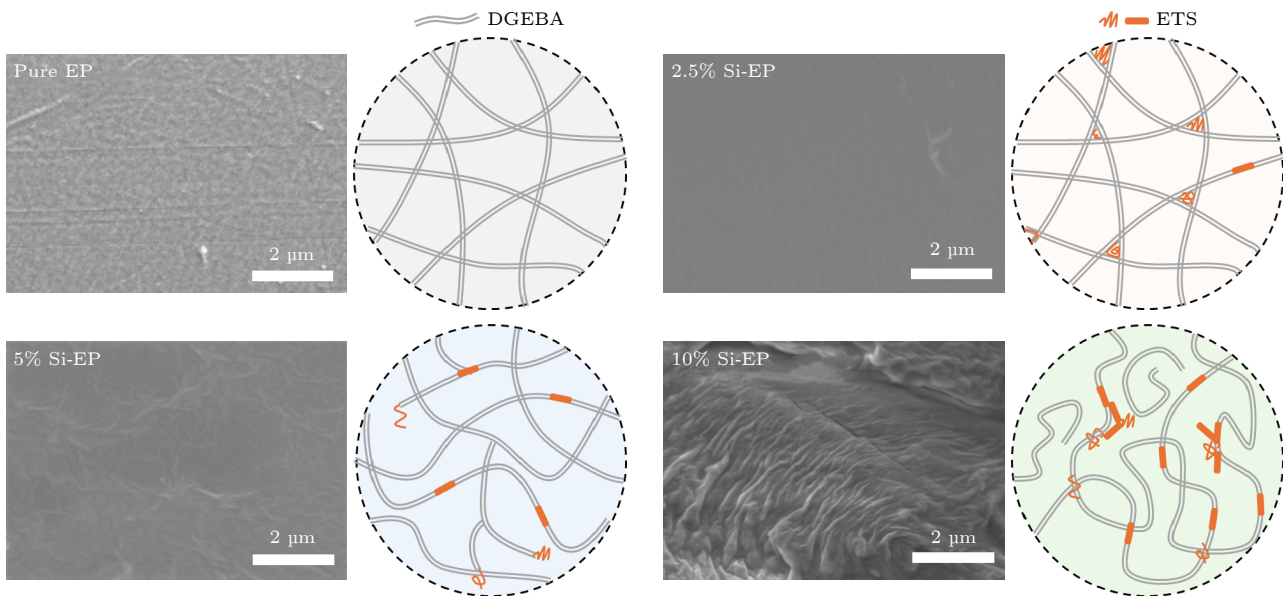 DGEBA
ETS
Pure EP
2 µm
2.5% Si-EP
2 µm
5% Si-EP
2 µm
10% Si-EP
2 µm